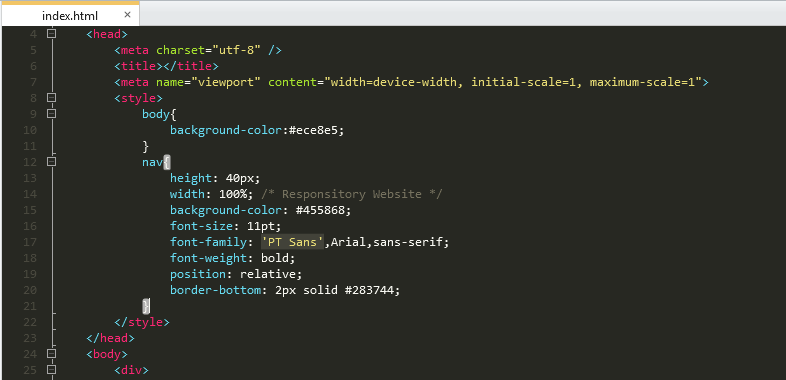 index.html ×
4 <head>
5 <meta charset="utf-8" />
6 <title></title>
7 <meta name="viewport" content="width=device-width, initial-scale=1, maximum-scale=1">
8 <style>
9 body{
10 background-color:#ece8e5;
11 }
12 nav{
13 height: 40px;
14 width: 100%; /* Responsitory Website */
15 background-color: #455868;
16 font-size: 11pt;
17 font-family: 'PT Sans',Arial,sans-serif;
18 font-weight: bold;
19 position: relative;
20 border-bottom: 2px solid #283744;
21 }
22 </style>
23 </head>
24 <body>
25 <div>